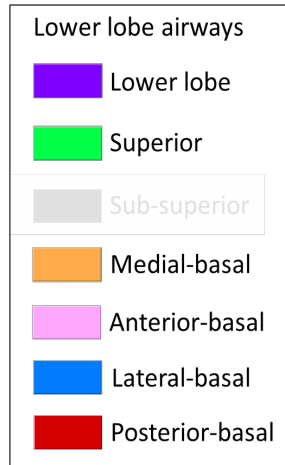 Lower lobe airways
Lower lobe
Superior
Sub-superior
Medial-basal
Anterior-basal
Lateral-basal
Posterior-basal